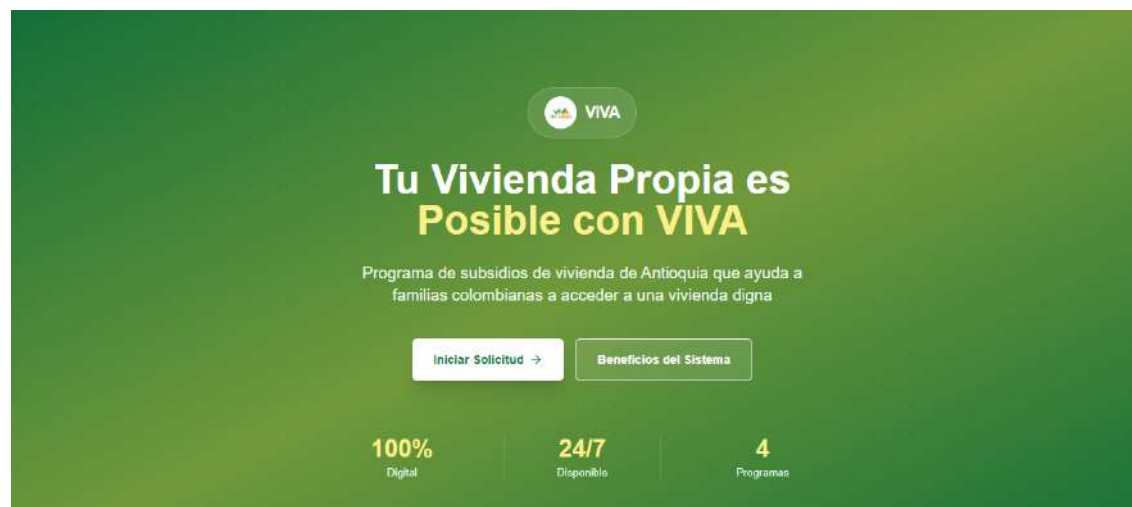 VIVA
Tu Vivienda Propia es
Posible con VIVA
Programa de subsidios de vivienda de Antioquia que ayuda a
familias colombianas a acceder a una vivienda digna
Iniciar Solicitud →
Beneficios del Sistema
100%
Digital
24/7
Disponible
4
Programas